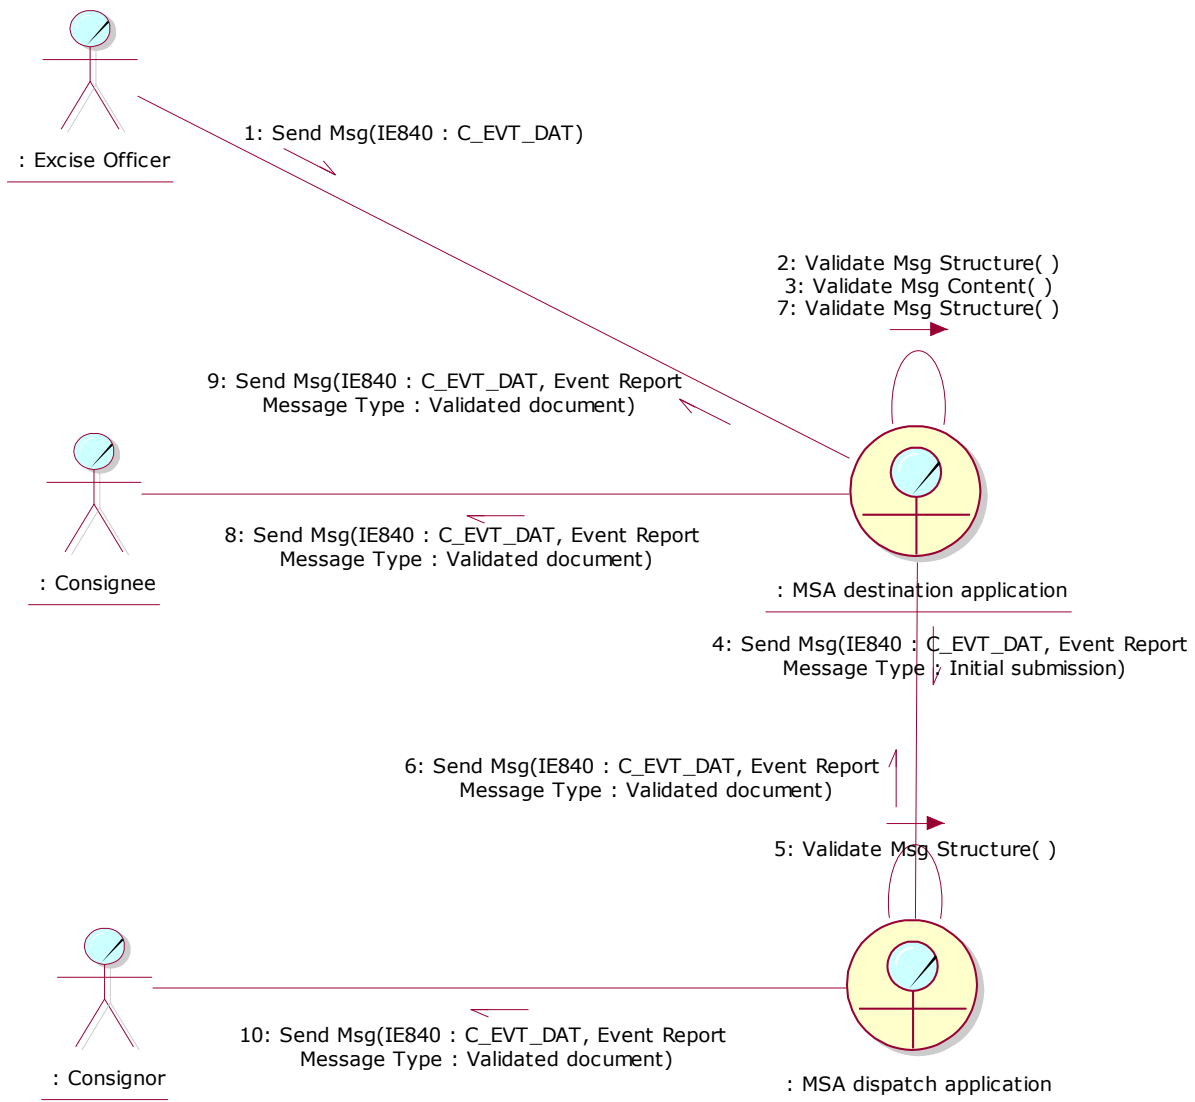 1: Send Msg(IE840 : C_EVT_DAT)
: Excise Officer
2: Validate Msg Structure( )
3: Validate Msg Content( )
7: Validate Msg Structure( )
9: Send Msg(IE840 : C_EVT_DAT, Event Report
Message Type : Validated document)
8: Send Msg(IE840 : C_EVT_DAT, Event Report
Message Type : Validated document)
: Consignee
: MSA destination application
4: Send Msg(IE840 : C_EVT_DAT, Event Report
Message Type : Initial submission)
6: Send Msg(IE840 : C_EVT_DAT, Event Report
Message Type : Validated document)
5: Validate Msg Structure( )
10: Send Msg(IE840 : C_EVT_DAT, Event Report
Message Type : Validated document)
: Consignor
: MSA dispatch application